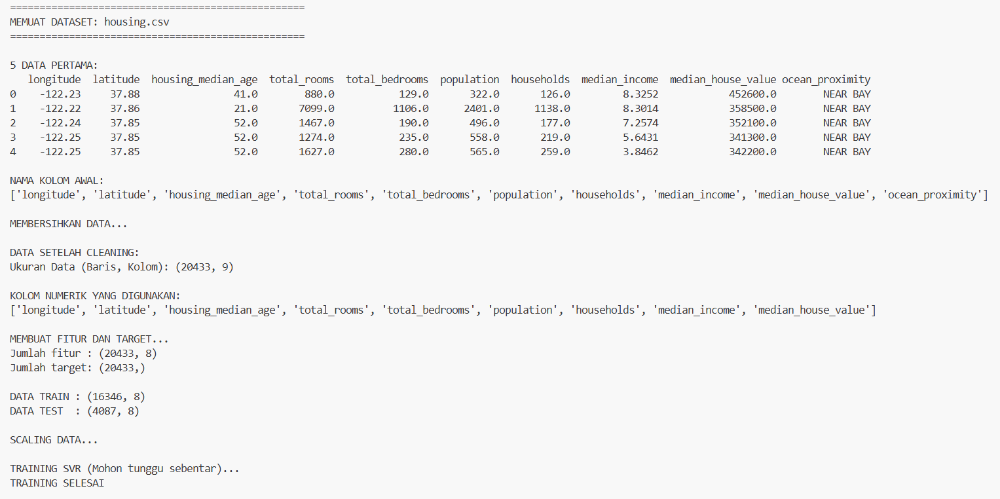 ==================================================
MEMUAT DATASET: housing.csv
==================================================
5 DATA PERTAMA:
   longitude  latitude  housing_median_age  total_rooms  total_bedrooms  population  households  median_income  median_house_value ocean_proximity
0    -122.23     37.88                41.0        880.0           129.0       322.0       126.0         8.3252            452600.0        NEAR BAY
1    -122.22     37.86                21.0       7099.0          1106.0      2401.0      1138.0         8.3014            358500.0        NEAR BAY
2    -122.24     37.85                52.0       1467.0           190.0       496.0       177.0         7.2574            352100.0        NEAR BAY
3    -122.25     37.85                52.0       1274.0           235.0       558.0       219.0         5.6431            341300.0        NEAR BAY
4    -122.25     37.85                52.0       1627.0           280.0       565.0       259.0         3.8462            342200.0        NEAR BAY
NAMA KOLOM AWAL:
['longitude', 'latitude', 'housing_median_age', 'total_rooms', 'total_bedrooms', 'population', 'households', 'median_income', 'median_house_value', 'ocean_proximity']
MEMBERSIHKAN DATA...
DATA SETELAH CLEANING:
Ukuran Data (Baris, Kolom): (20433, 9)
KOLOM NUMERIK YANG DIGUNAKAN:
['longitude', 'latitude', 'housing_median_age', 'total_rooms', 'total_bedrooms', 'population', 'households', 'median_income', 'median_house_value']
MEMBUAT FITUR DAN TARGET...
Jumlah fitur : (20433, 8)
Jumlah target: (20433,)
DATA TRAIN : (16346, 8)
DATA TEST  : (4087, 8)
SCALING DATA...
TRAINING SVR (Mohon tunggu sebentar)...
TRAINING SELESAI